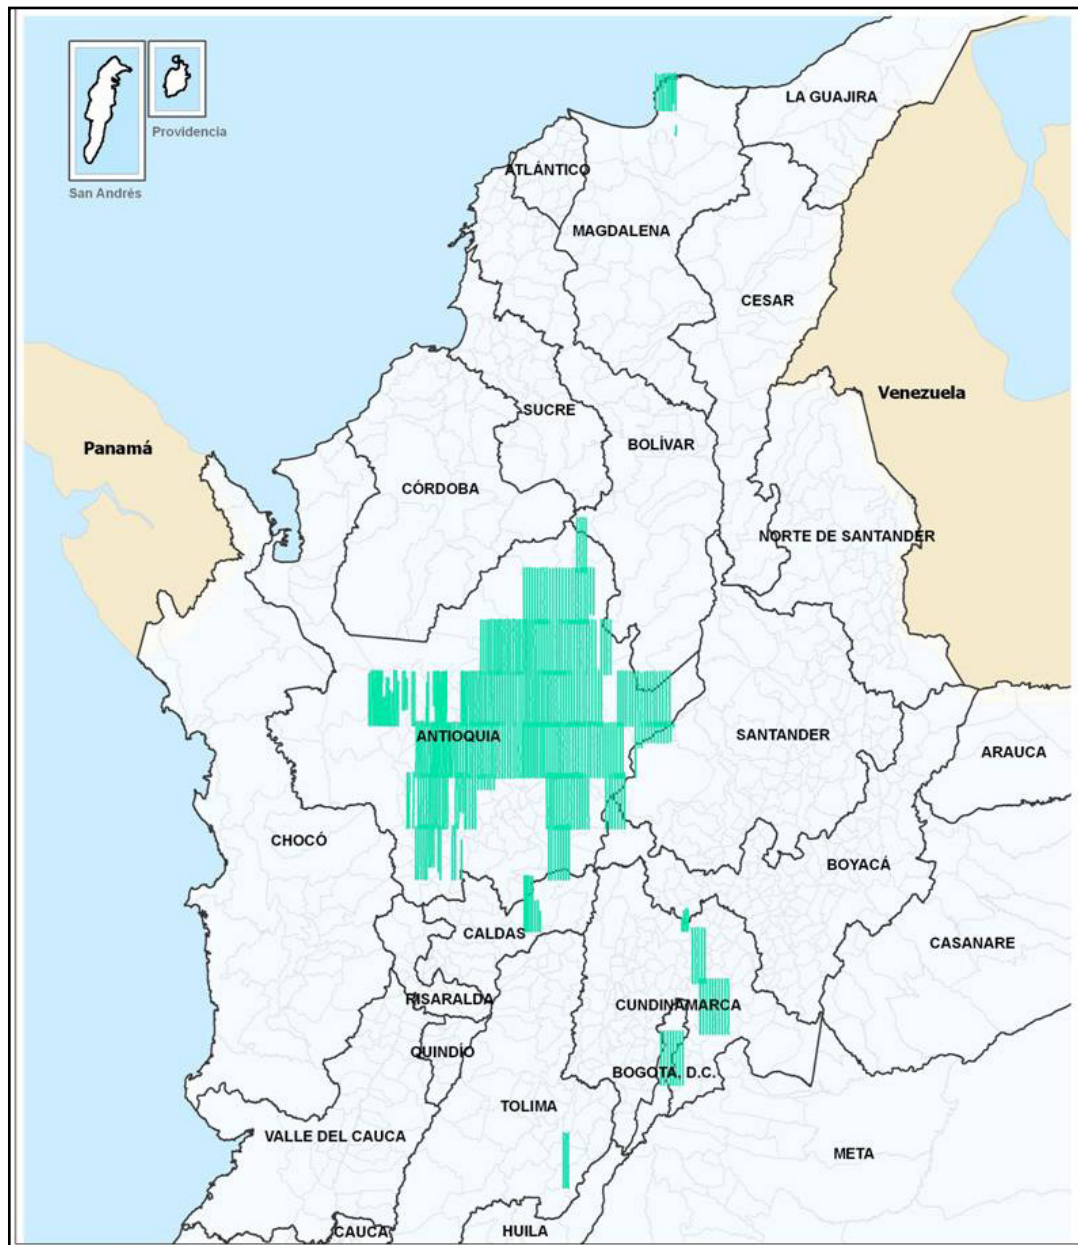 LA GUAJIRA
Providencia
ATLÁNTICO
San Andrés
MAGDALENA
CESAR
Venezuela
SUCRE
BOLÍVAR
Panamá
CÓRDOBA
NORTE DE SANTANDER
ANTIOQUIA
SANTANDER
ARAUCA
CHOCÓ
BOYACÁ
CALDAS
CASANARE
RISARALDA
CUNDINAMARCA
QUINDÍO
BOGOTÁ, D.C.
TOLIMA
VALLE DEL CAUCA
META
CAUCA
HUILA